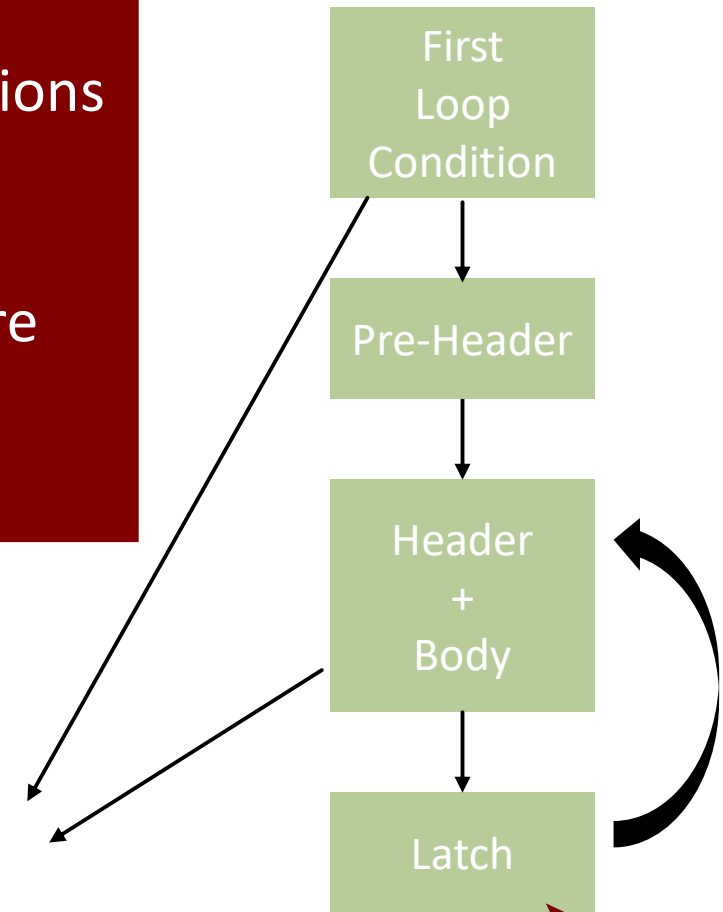 ions
re
First
Loop
Condition
Pre-Header
Header
+
Body
Latch